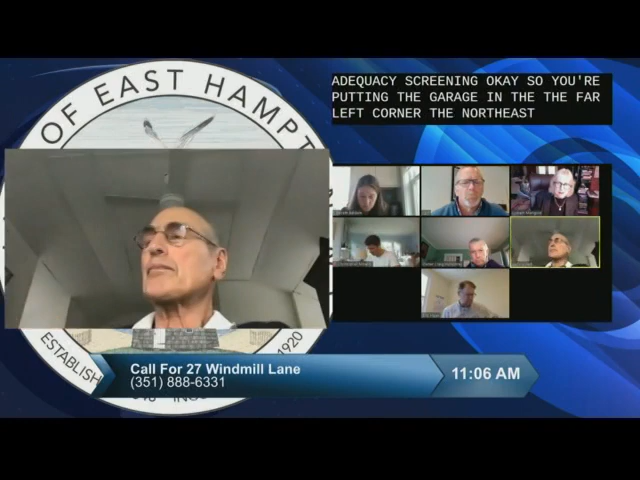 OF EAST HAMPT
ADEQUACY SCREENING OKAY SO YOU'RE
PUTTING THE GARAGE IN THE THE FAR
LEFT CORNER THE NORTHEAST
ESTABLISH
1920
Call For 27 Windmill Lane
(351) 888-6331
11:06 AM